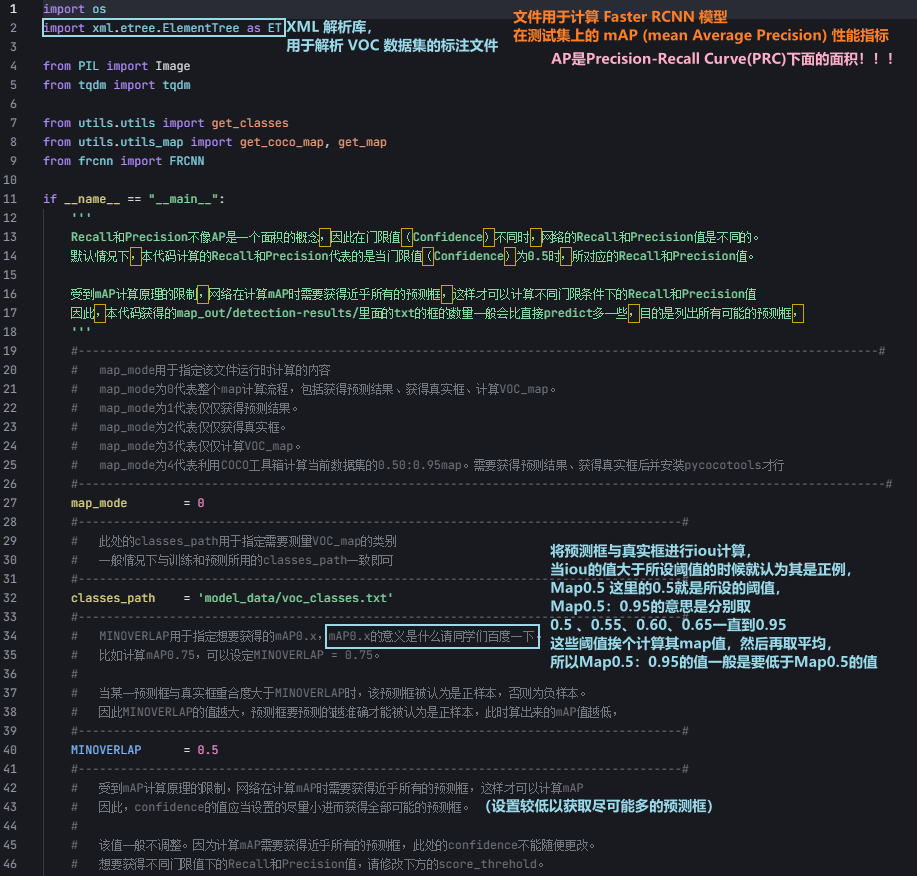 1 import os
文件用于计算 Faster RCNN 模型
2 import xml.etree.ElementTree as ET
XML 解析库，
在测试集上的 mAP (mean Average Precision) 性能指标
3
用于解析 VOC 数据集的标注文件
AP是Precision-Recall Curve(PRC)下面的面积！！！
4 from PIL import Image
5 from tqdm import tqdm
6
7 from utils.utils import get_classes
8 from utils.utils_map import get_coco_map, get_map
9 from frcnn import FRCNN
10
11 if __name__ == "__main__":
12 '''
13 Recall和Precision不像AP是一个面积的概念，因此在门限值（Confidence）不同时，网络的Recall和Precision值是不同的。
14 默认情况下，本代码计算的Recall和Precision代表的是当门限值（Confidence）为0.5时，所对应的Recall和Precision值。
15
16 受到mAP计算原理的限制，网络在计算mAP时需要获得近乎所有的预测框，这样才可以计算不同门限条件下的Recall和Precision值
17 因此，本代码获得的map_out/detection-results/里面的txt的框的数量一般会比直接predict多一些，目的是列出所有可能的预测框，
18 '''
19 #------------------------------------------------------------------------------------------------------------------#
20 # map_mode用于指定该文件运行时计算的内容
21 # map_mode为0代表整个map计算流程，包括获得预测结果、获得真实框、计算VOC_map。
22 # map_mode为1代表仅仅获得预测结果。
23 # map_mode为2代表仅仅获得真实框。
24 # map_mode为3代表仅仅计算VOC_map。
25 # map_mode为4代表利用COCO工具箱计算当前数据集的0.50:0.95map。需要获得预测结果、获得真实框后并安装pycocotools才行
26 #-------------------------------------------------------------------------------------------------------------------#
27 map_mode = 0
28 #--------------------------------------------------------------------------------------#
29 # 此处的classes_path用于指定需要测量VOC_map的类别
30 # 一般情况下与训练和预测所用的classes_path一致即可
31 #--------------------------------------------------------------------------------------#
32 classes_path = 'model_data/voc_classes.txt'
33 #--------------------------------------------------------------------------------------#
34 # MINOVERLAP用于指定想要获得的mAP0.x，mAP0.x的意义是什么请同学们百度一下。
35 # 比如计算mAP0.75，可以设定MINOVERLAP = 0.75。
将预测框与真实框进行iou计算，
当iou的值大于所设阈值的时候就认为其是正例，
Map0.5 这里的0.5就是所设的阈值，
Map0.5：0.95的意思是分别取
0.5 、0.55、0.60、0.65一直到0.95
这些阈值挨个计算其map值，然后再取平均，
所以Map0.5：0.95的值一般是要低于Map0.5的值
36 #
37 # 当某一预测框与真实框重合度大于MINOVERLAP时，该预测框被认为是正样本，否则为负样本。
38 # 因此MINOVERLAP的值越大，预测框要预测的越准确才能被认为是正样本，此时算出来的mAP值越低，
39 #--------------------------------------------------------------------------------------#
40 MINOVERLAP = 0.5
41 #--------------------------------------------------------------------------------------#
42 # 受到mAP计算原理的限制，网络在计算mAP时需要获得近乎所有的预测框，这样才可以计算mAP
43 # 因此，confidence的值应当设置的尽量小进而获得全部可能的预测框。 （设置较低以获取尽可能多的预测框）
44 #
45 # 该值一般不调整。因为计算mAP需要获得近乎所有的预测框，此处的confidence不能随便更改。
46 # 想要获得不同门限值下的Recall和Precision值，请修改下方的score_threhold。